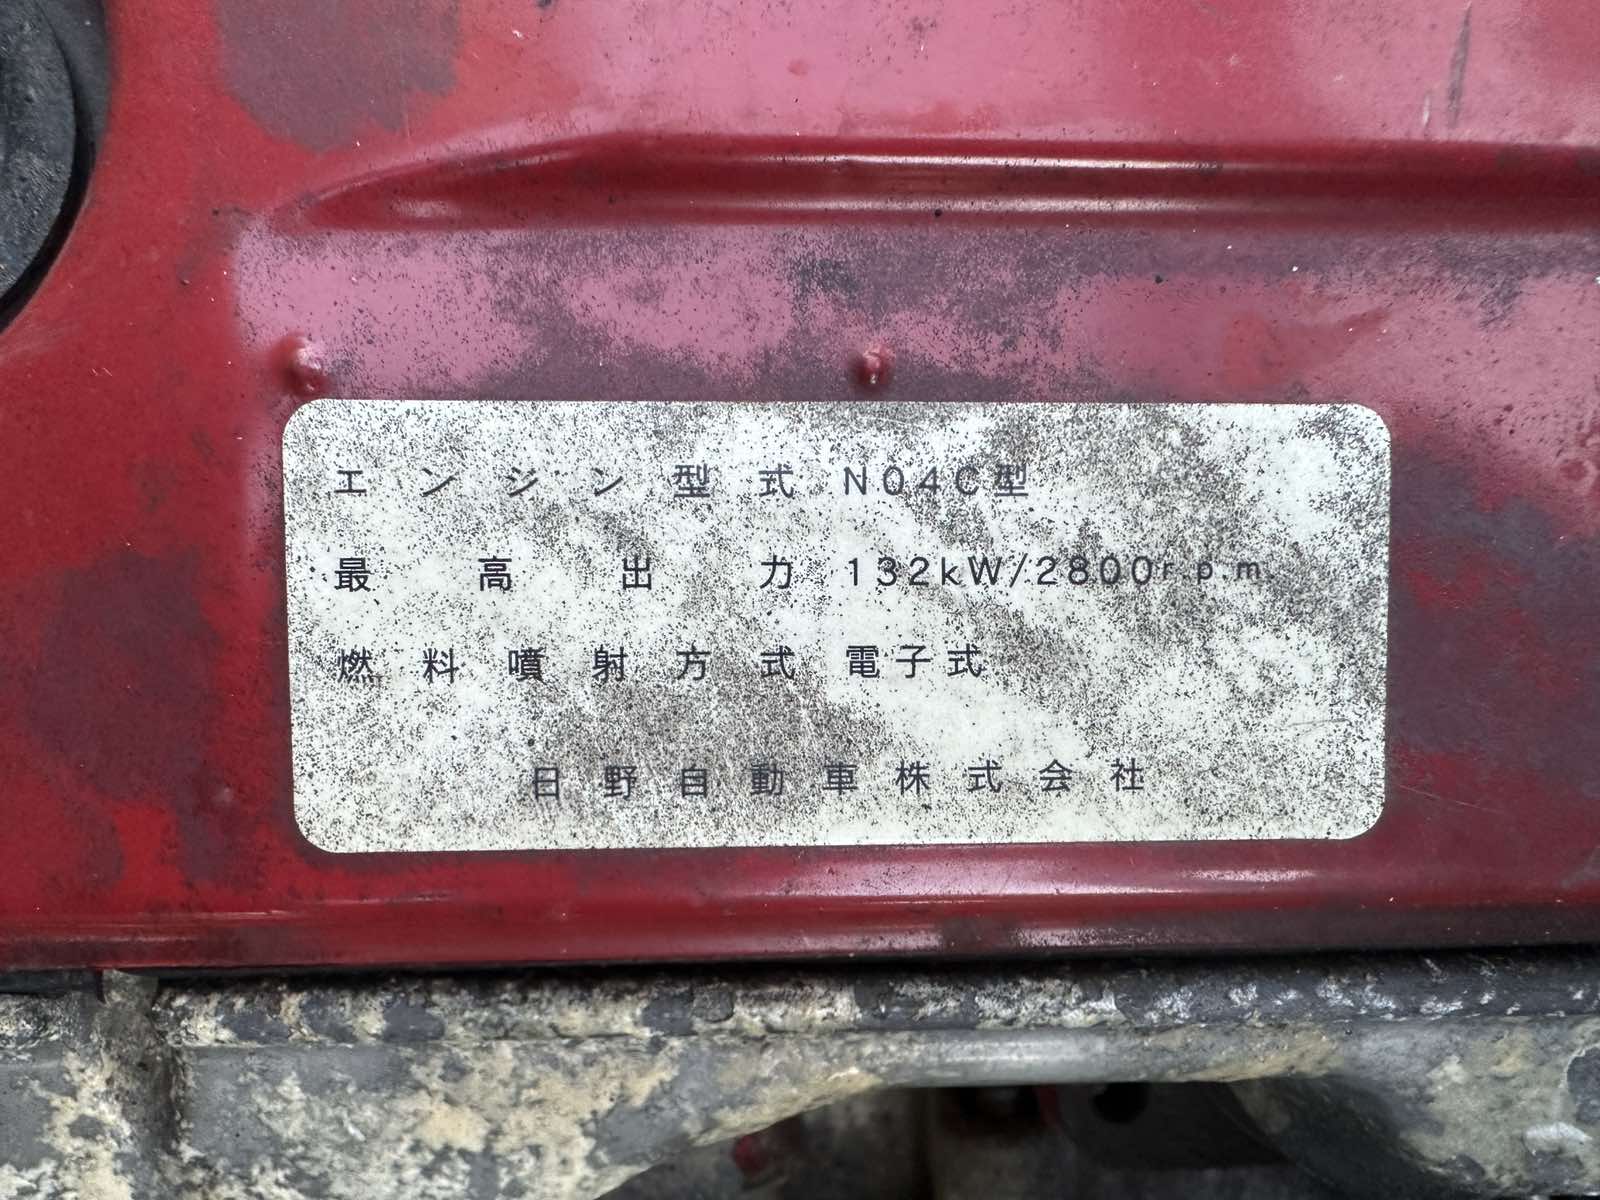 エンジン型式 N04C型
最高出力 132kW/2800r.p.m.
燃料噴射方式 電子式
日野自動車株式会社